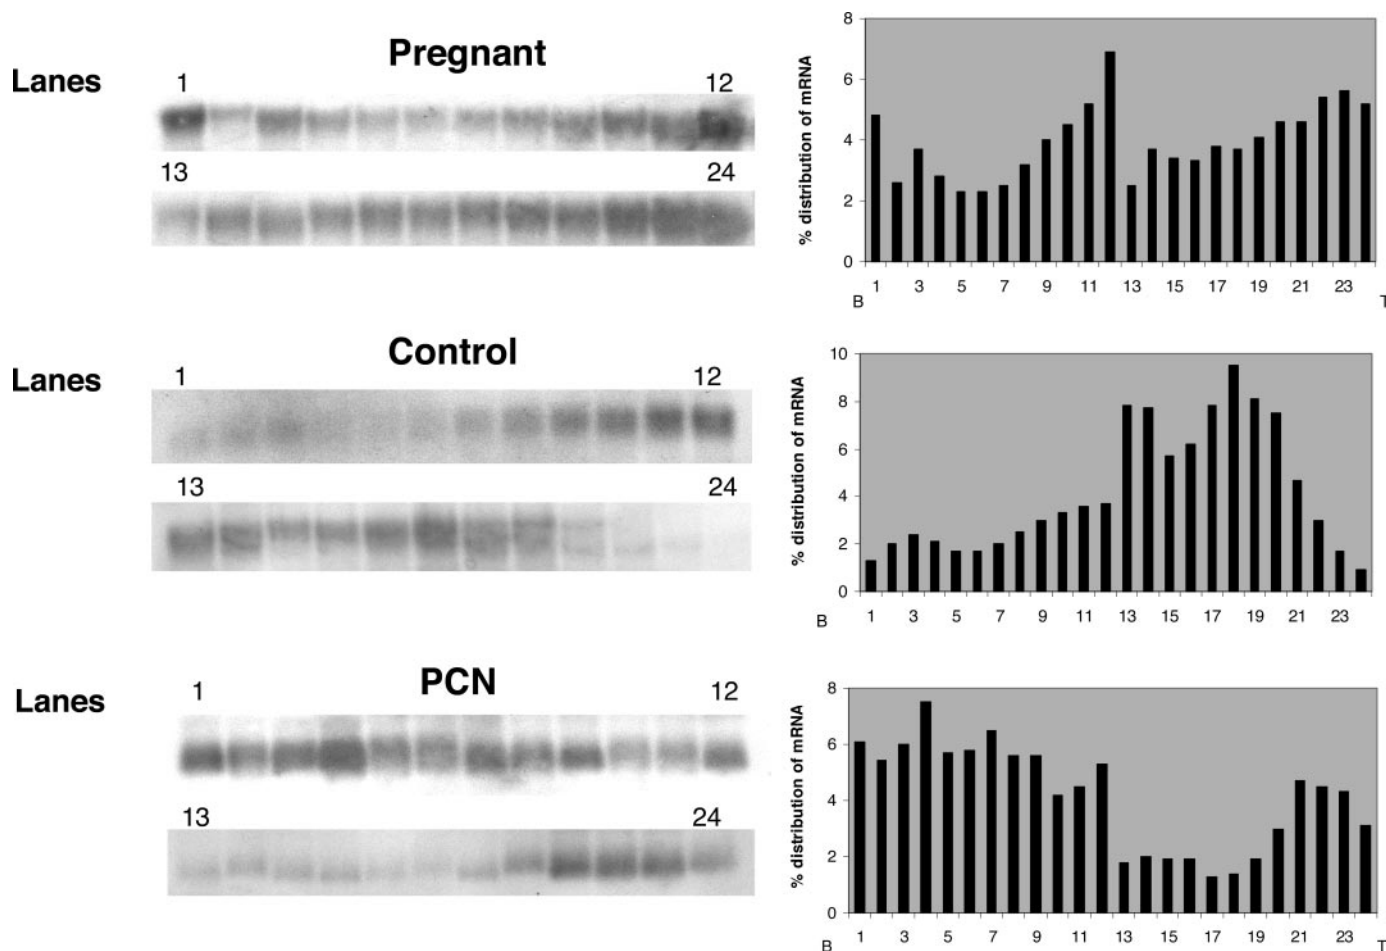 Pregnant
Lanes
1 12
13 24
% distribution of mRNA
8
6
4
2
0
1 3 5 7 9 11 13 15 17 19 21 23
B T
Control
Lanes
1 12
13 24
% distribution of mRNA
10
8
6
4
2
0
1 3 5 7 9 11 13 15 17 19 21 23
B
PCN
Lanes
1 12
13 24
% distribution of mRNA
8
6
4
2
0
1 3 5 7 9 11 13 15 17 19 21 23
B T